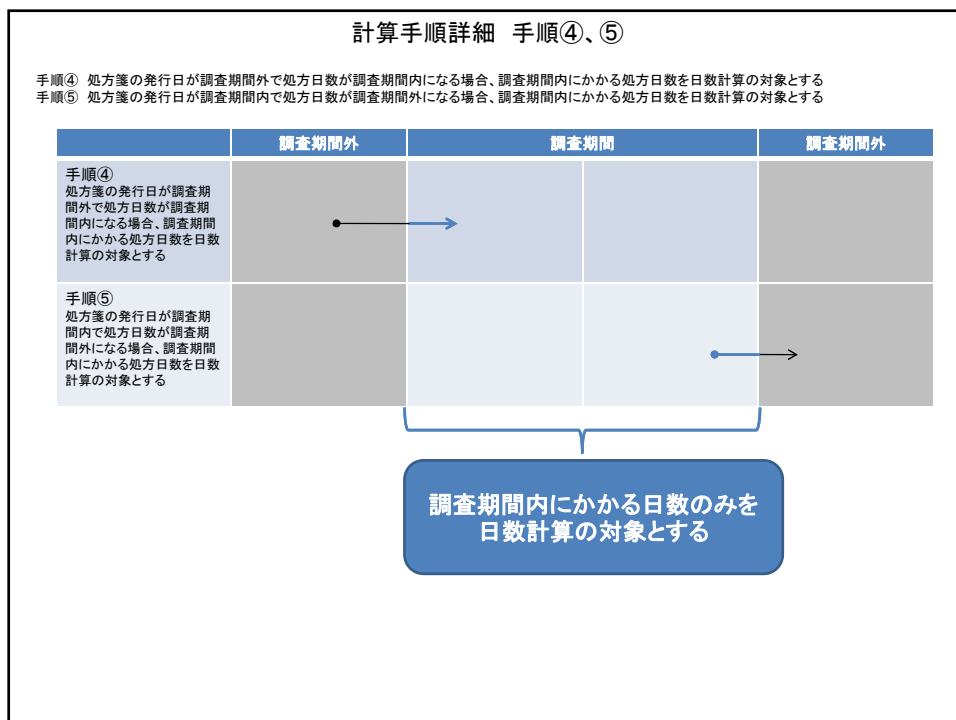 計算手順詳細 手順④、⑤
手順④ 処方箋の発行日が調査期間外で処方日数が調査期間内になる場合、調査期間内にかかる処方日数を日数計算の対象とする
手順⑤ 処方箋の発行日が調査期間内で処方日数が調査期間外になる場合、調査期間内にかかる処方日数を日数計算の対象とする
調査期間外 調査期間 調査期間外
手順④
処方箋の発行日が調査期
間外で処方日数が調査期
間内になる場合、調査期間
内にかかる処方日数を日数
計算の対象とする
手順⑤
処方箋の発行日が調査期
間内で処方日数が調査期
間外になる場合、調査期間
内にかかる処方日数を日数
計算の対象とする
調査期間内にかかる日数のみを
日数計算の対象とする